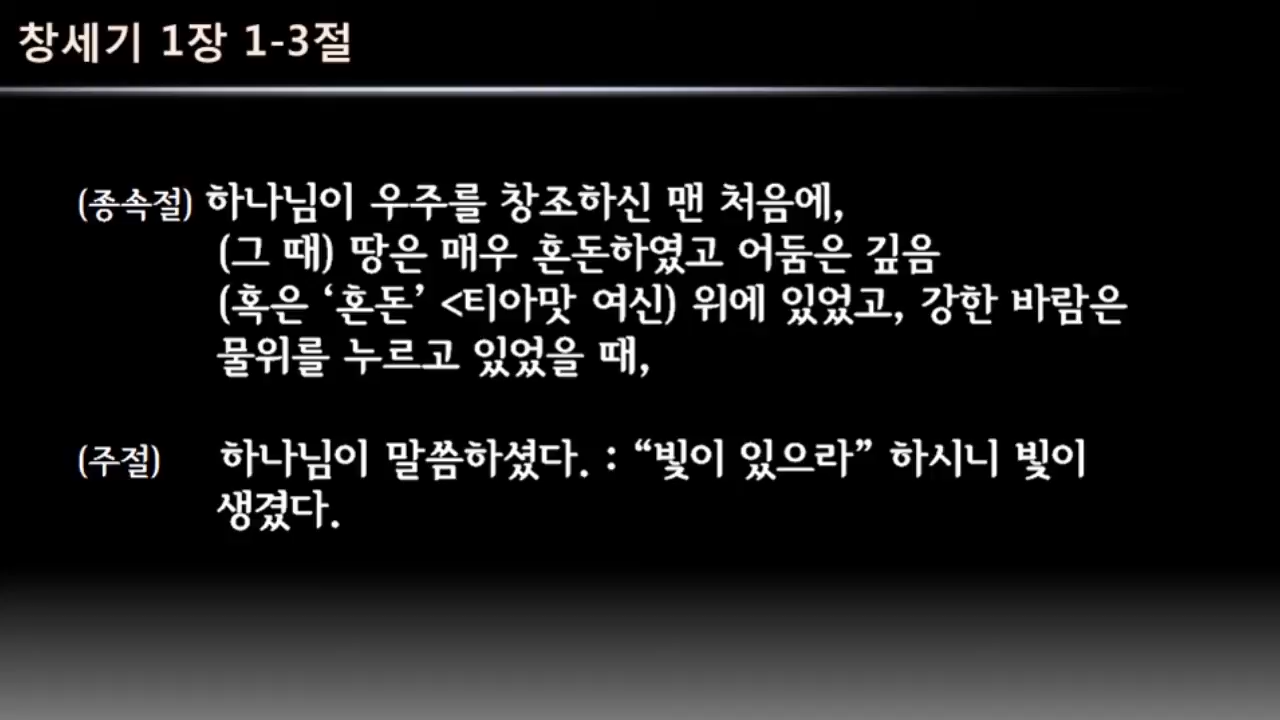 창세기 1장 1-3절
(종속절) 하나님이 우주를 창조하신 맨 처음에,
(그 때) 땅은 매우 혼돈하였고 어둠은 깊음
(혹은 ‘혼돈’ <티아맛 여신) 위에 있었고, 강한 바람은
물위를 누르고 있었을 때,
(주절) 하나님이 말씀하셨다. : “빛이 있으라” 하시니 빛이
생겼다.